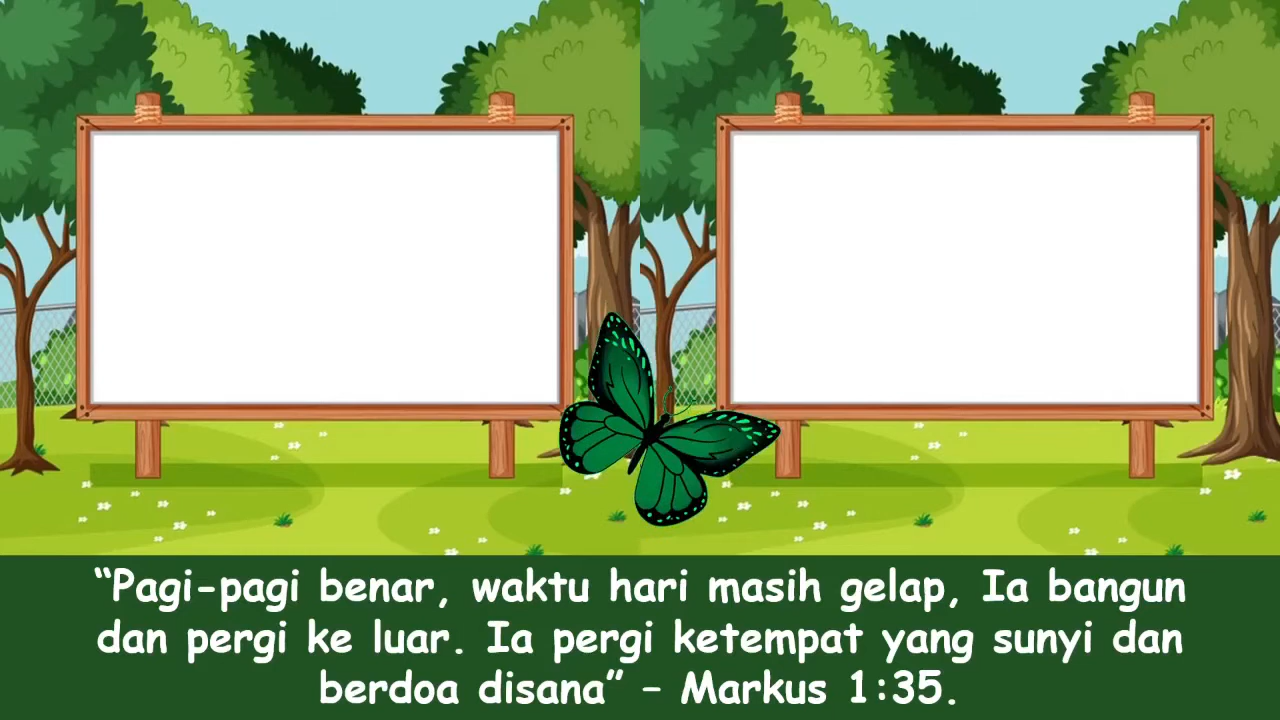 “Pagi-pagi benar, waktu hari masih gelap, Ia bangun
dan pergi ke luar. Ia pergi ketempat yang sunyi dan
berdoa disana” – Markus 1:35.